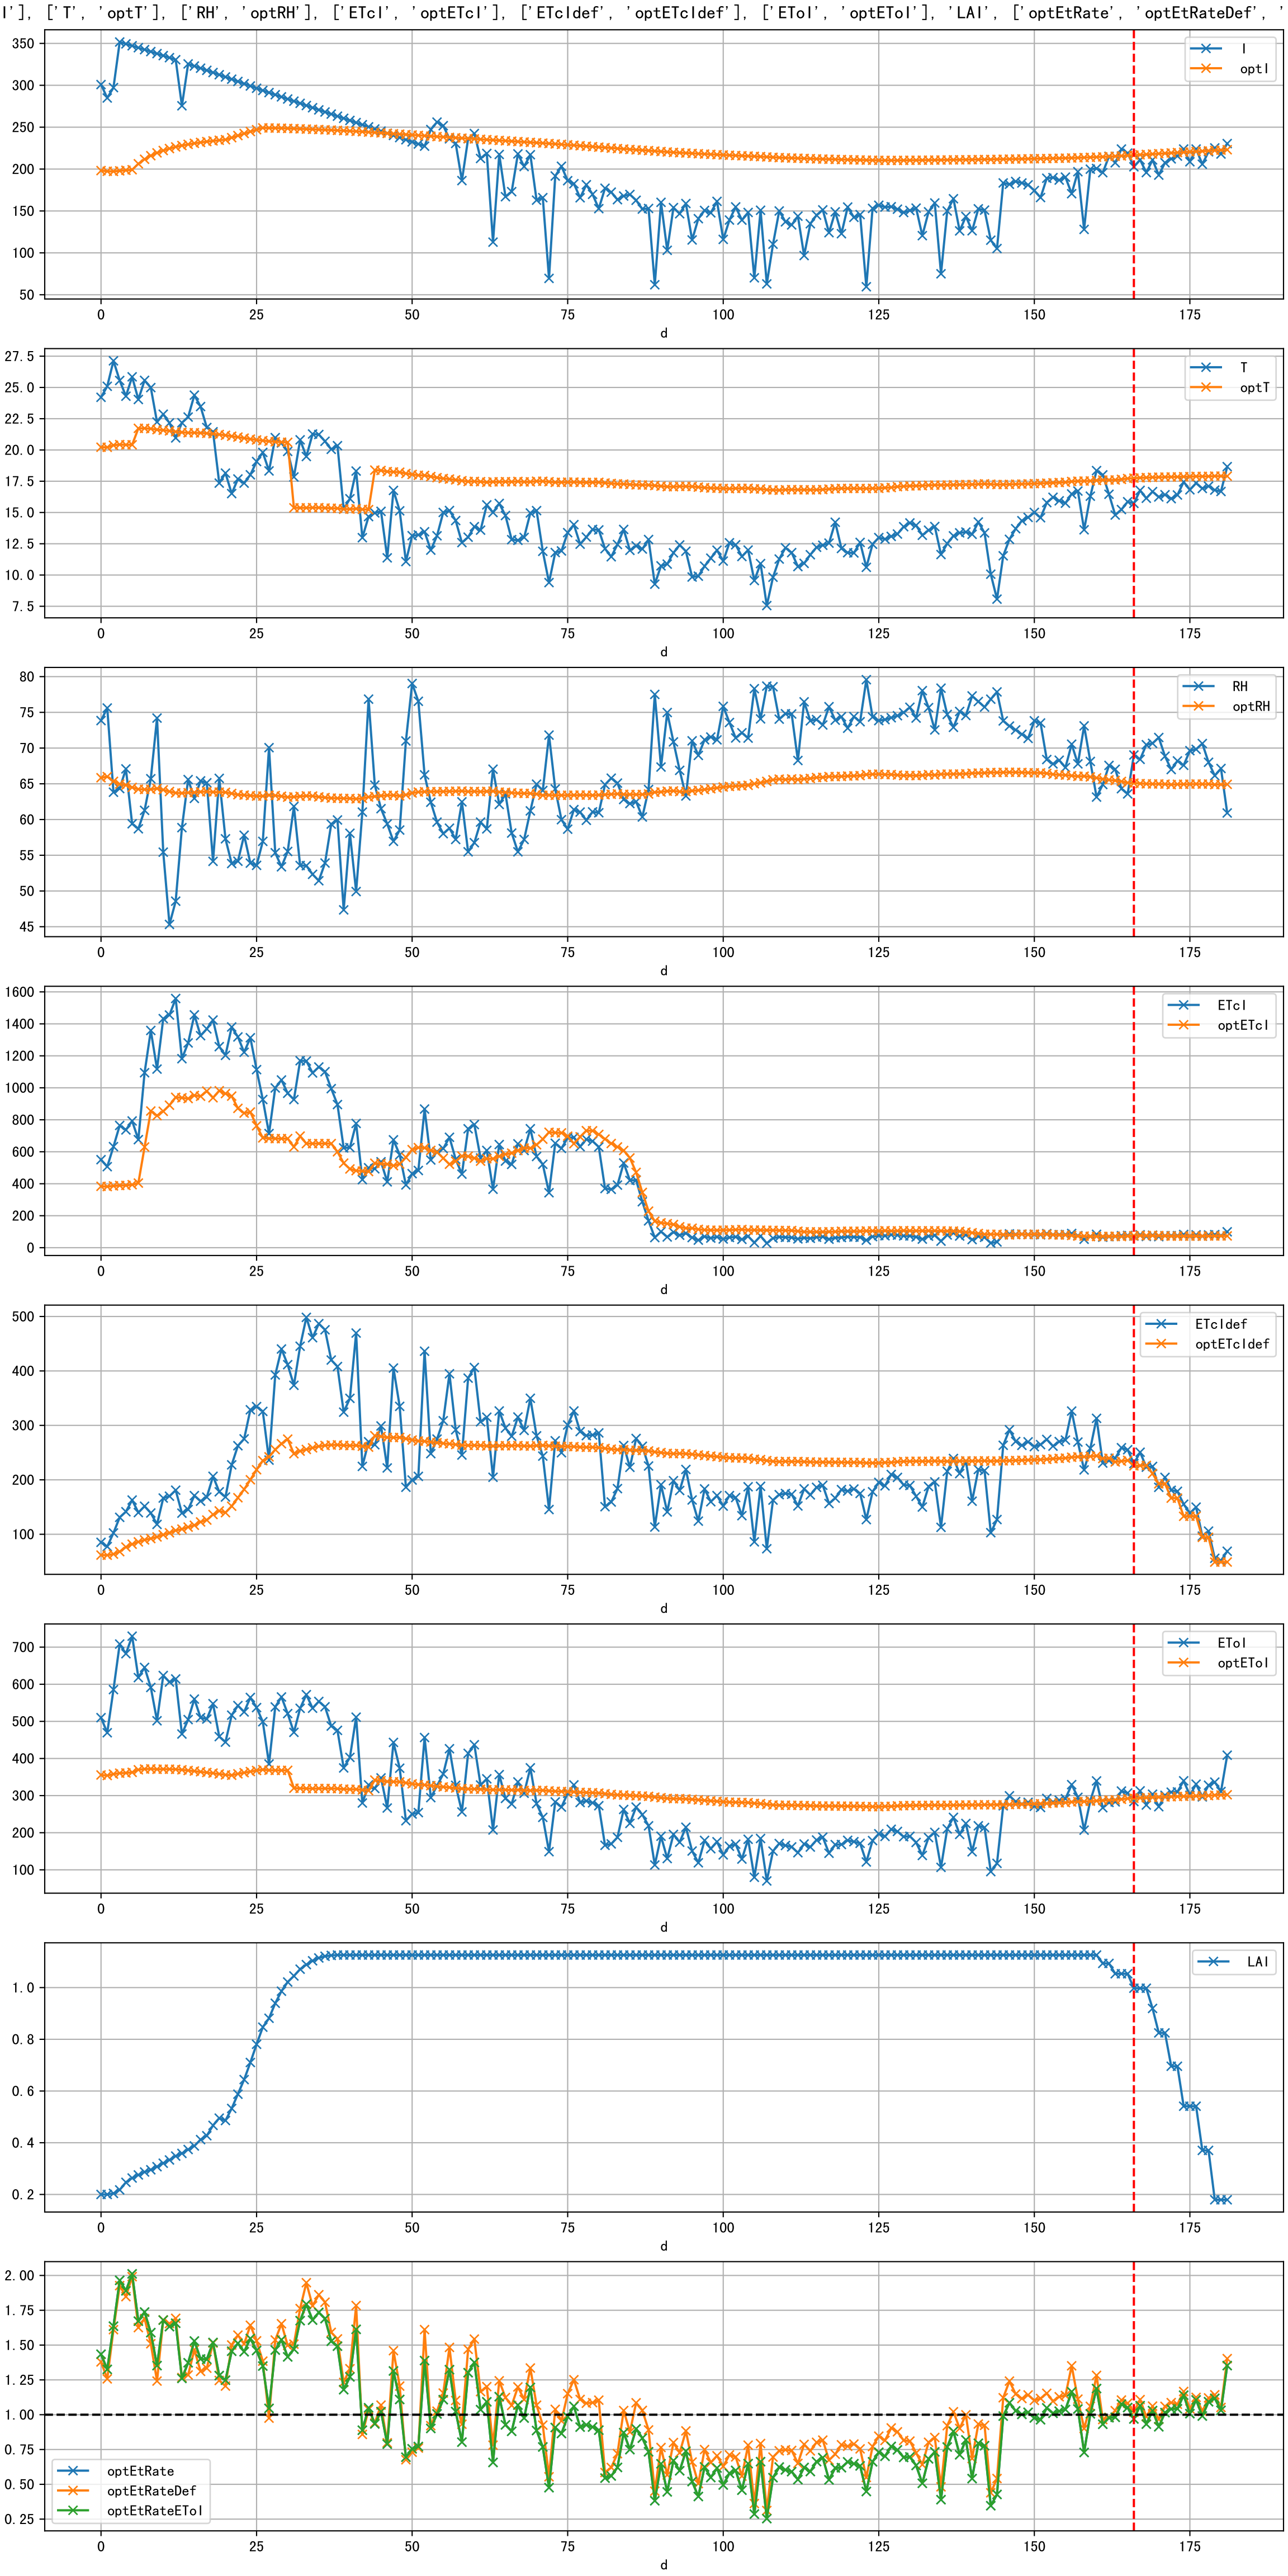 I'], ['T', 'optT'], ['RH', 'optRH'], ['ETcI', 'optETcI'], ['ETcIdef', 'optETcIdef'], ['EToI', 'optEToI'], 'LAI', ['optEtRate', 'optEtRateDef', '
I
optI
350
300
250
200
150
100
50
0 25 50 75 100 125 150 175
d
T
optT
27.5
25.0
22.5
20.0
17.5
15.0
12.5
10.0
7.5
0 25 50 75 100 125 150 175
d
RH
optRH
80
75
70
65
60
55
50
45
0 25 50 75 100 125 150 175
d
ETcI
optETcI
1600
1400
1200
1000
800
600
400
200
0
0 25 50 75 100 125 150 175
d
ETcIdef
optETcIdef
500
400
300
200
100
0 25 50 75 100 125 150 175
d
EToI
optEToI
700
600
500
400
300
200
100
0 25 50 75 100 125 150 175
d
LAI
1.0
0.8
0.6
0.4
0.2
0 25 50 75 100 125 150 175
d
2.00
1.75
1.50
1.25
1.00
0.75
0.50
0.25
optEtRate
optEtRateDef
optEtRateEToI
0 25 50 75 100 125 150 175
d